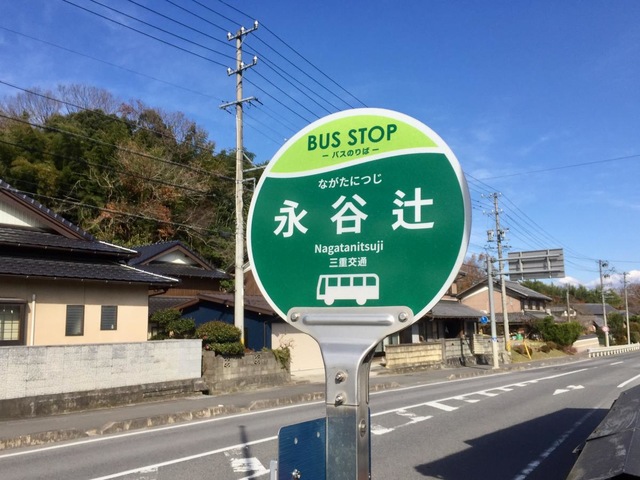 BUS STOP
ーバスのりばー
ながたにつじ
永谷辻
Nagatanitsuji
三重交通